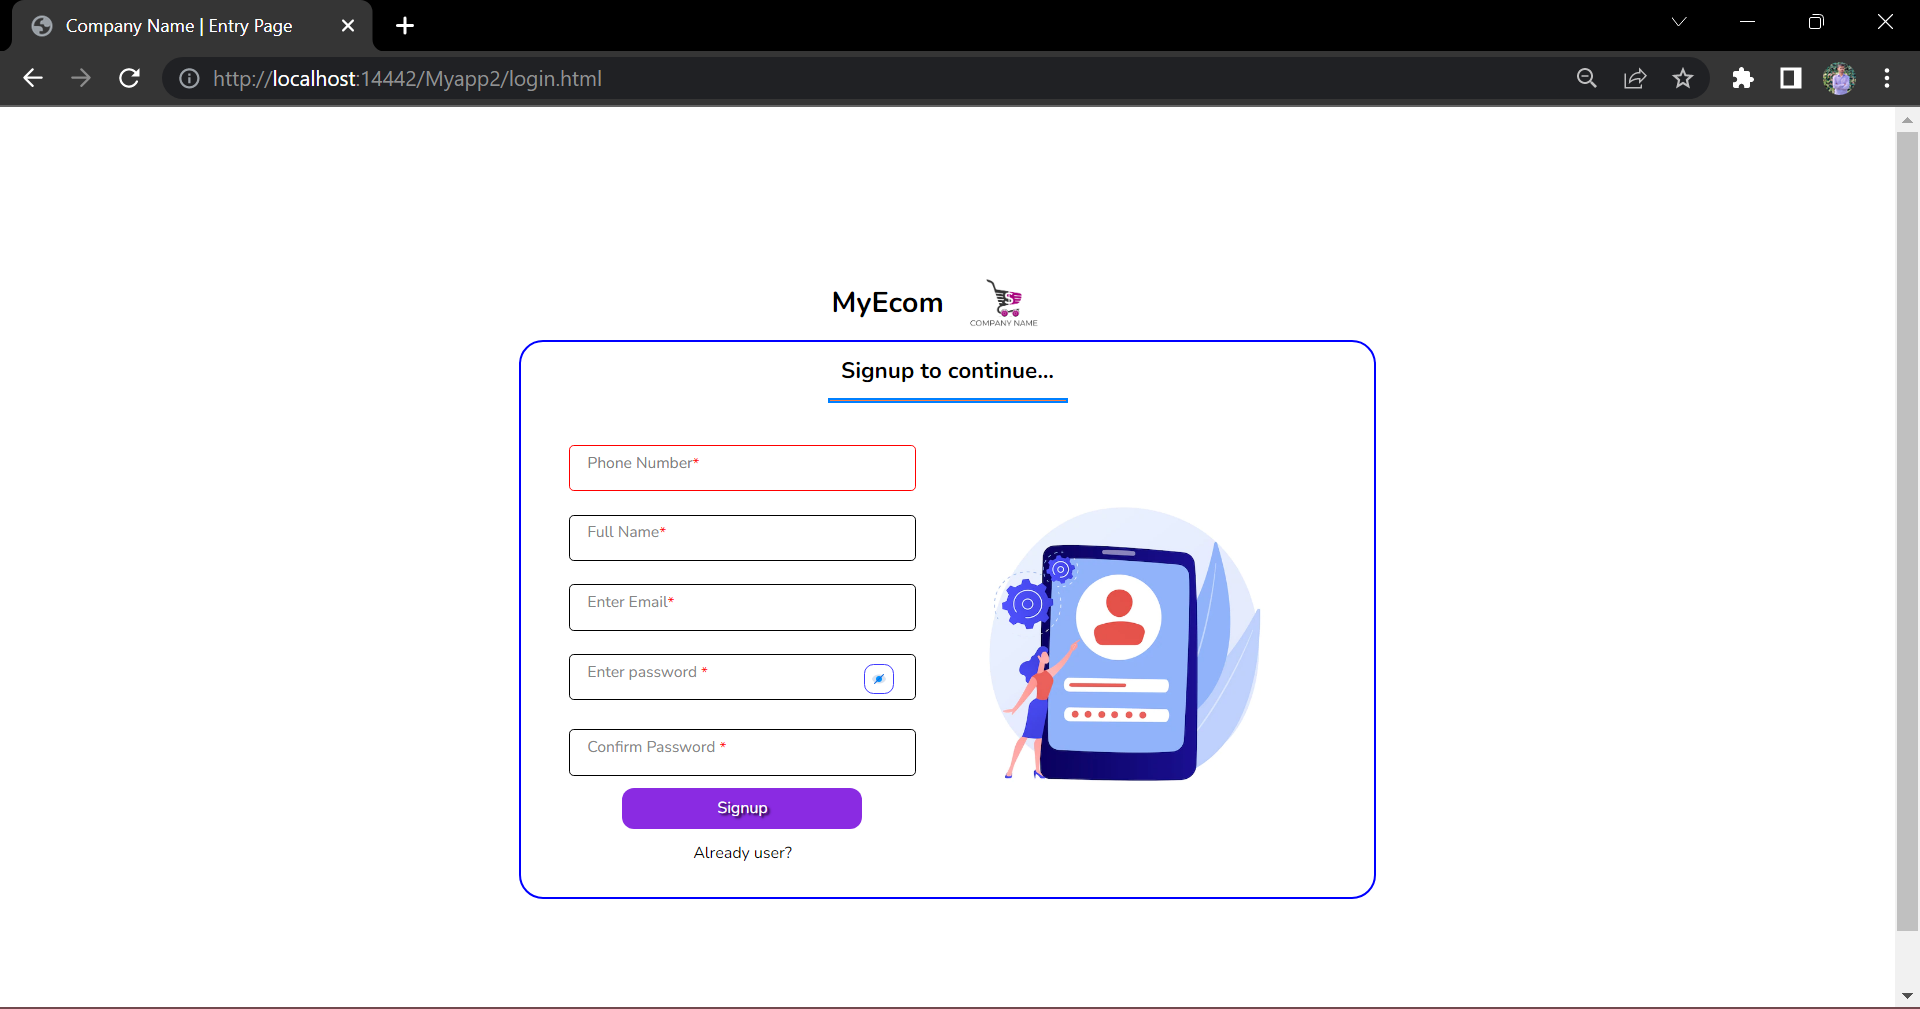 Company Name | Entry Page
http://localhost:14442/Myapp2/login.html
MyEcom
COMPANY NAME
Signup to continue...
Phone Number*
Full Name*
Enter Email*
Enter password *
Confirm Password *
Signup
Already user?